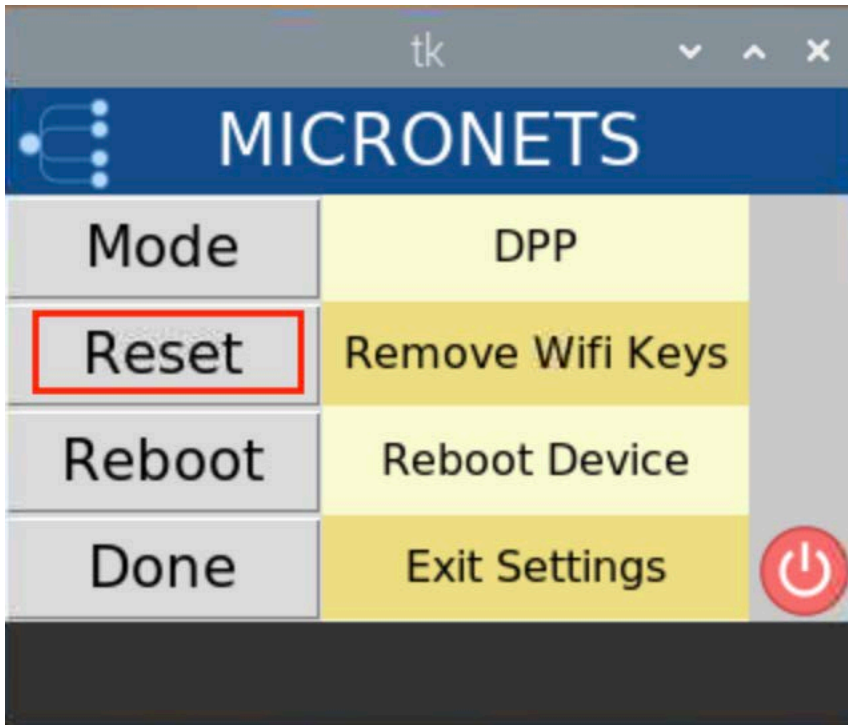 tk
MICRONETS
Mode DPP
Reset Remove Wifi Keys
Reboot Reboot Device
Done Exit Settings